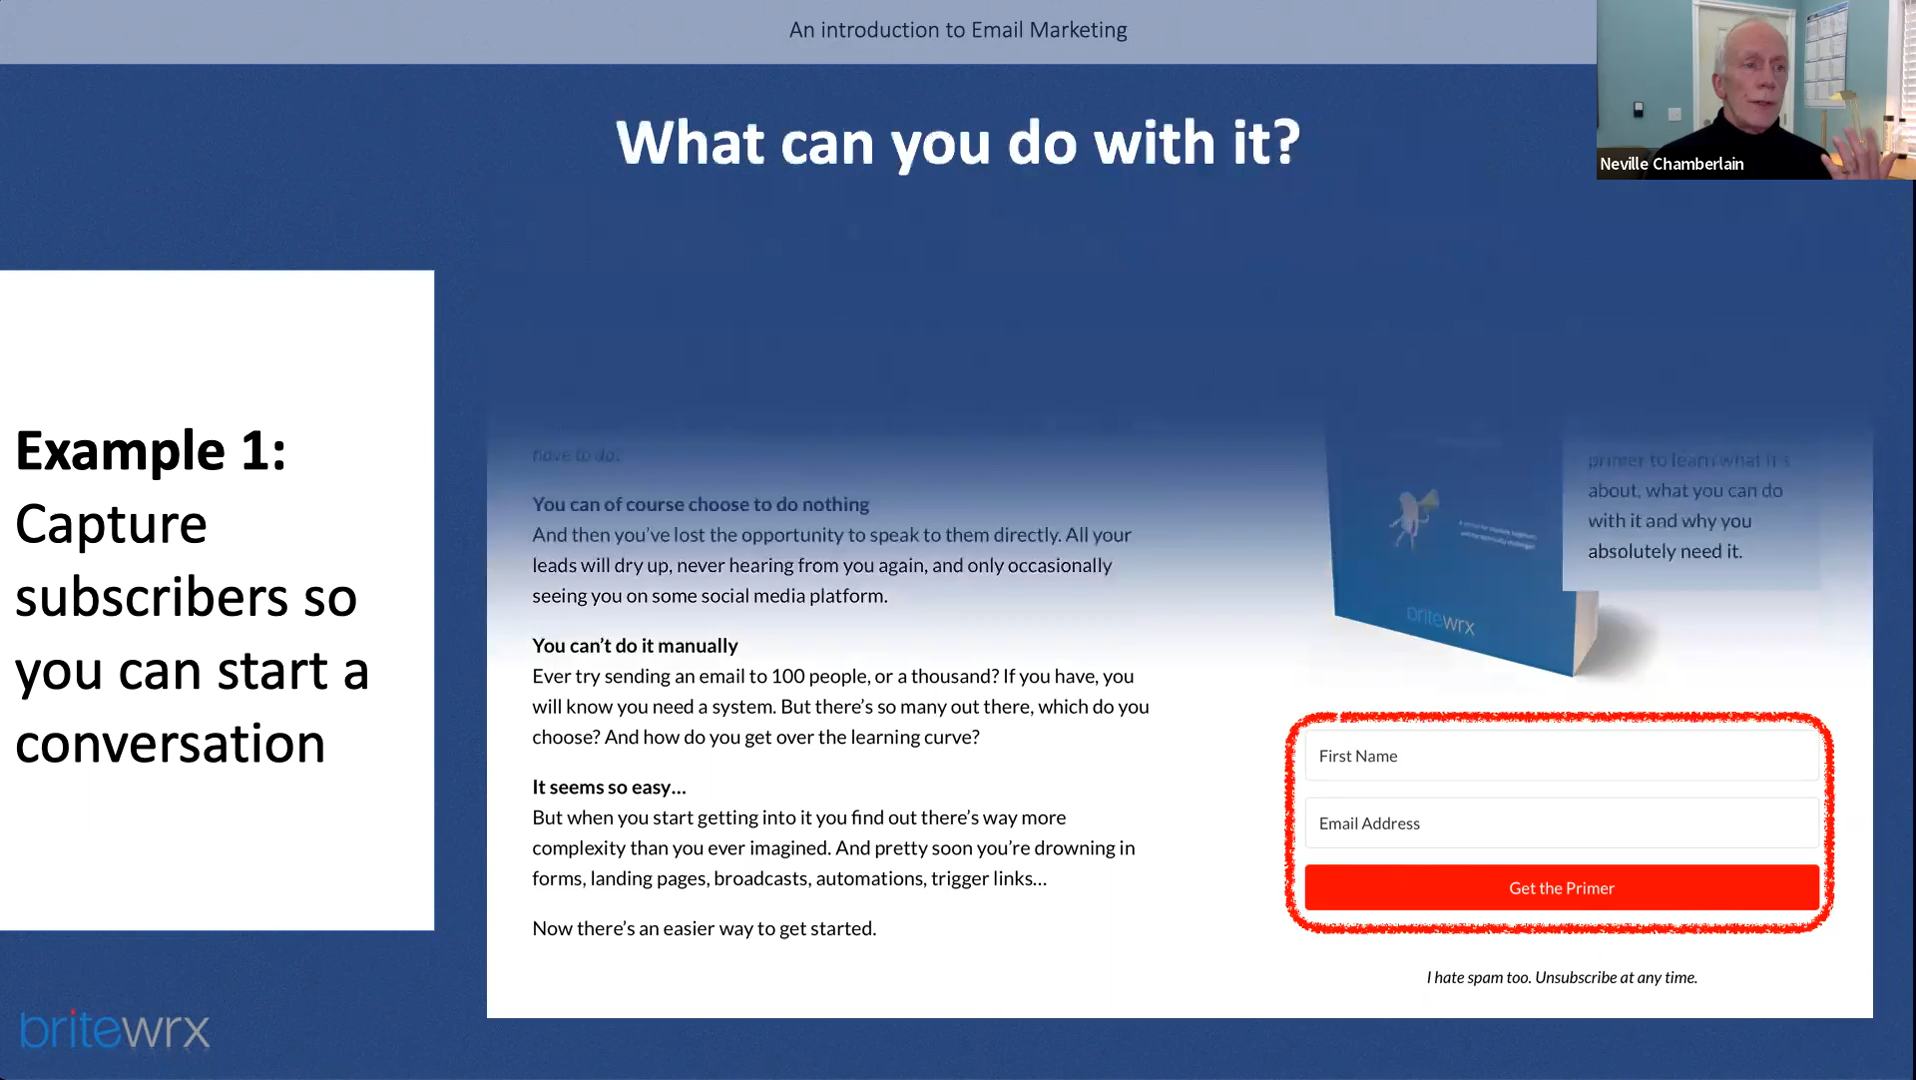 An introduction to Email Marketing
What can you do with it?
Neville Chamberlain
Example 1:
Capture
subscribers so
you can start a
conversation
have to do.
You can of course choose to do nothing
And then you’ve lost the opportunity to speak to them directly. All your
leads will dry up, never hearing from you again, and only occasionally
seeing you on some social media platform.
You can’t do it manually
Ever try sending an email to 100 people, or a thousand? If you have, you
will know you need a system. But there’s so many out there, which do you
choose? And how do you get over the learning curve?
It seems so easy...
But when you start getting into it you find out there’s way more
complexity than you ever imagined. And pretty soon you’re drowning in
forms, landing pages, broadcasts, automations, trigger links...
Now there’s an easier way to get started.
primer to learn what it's
about, what you can do
with it and why you
absolutely need it.
britewrx
First Name
Email Address
Get the Primer
I hate spam too. Unsubscribe at any time.
britewrx